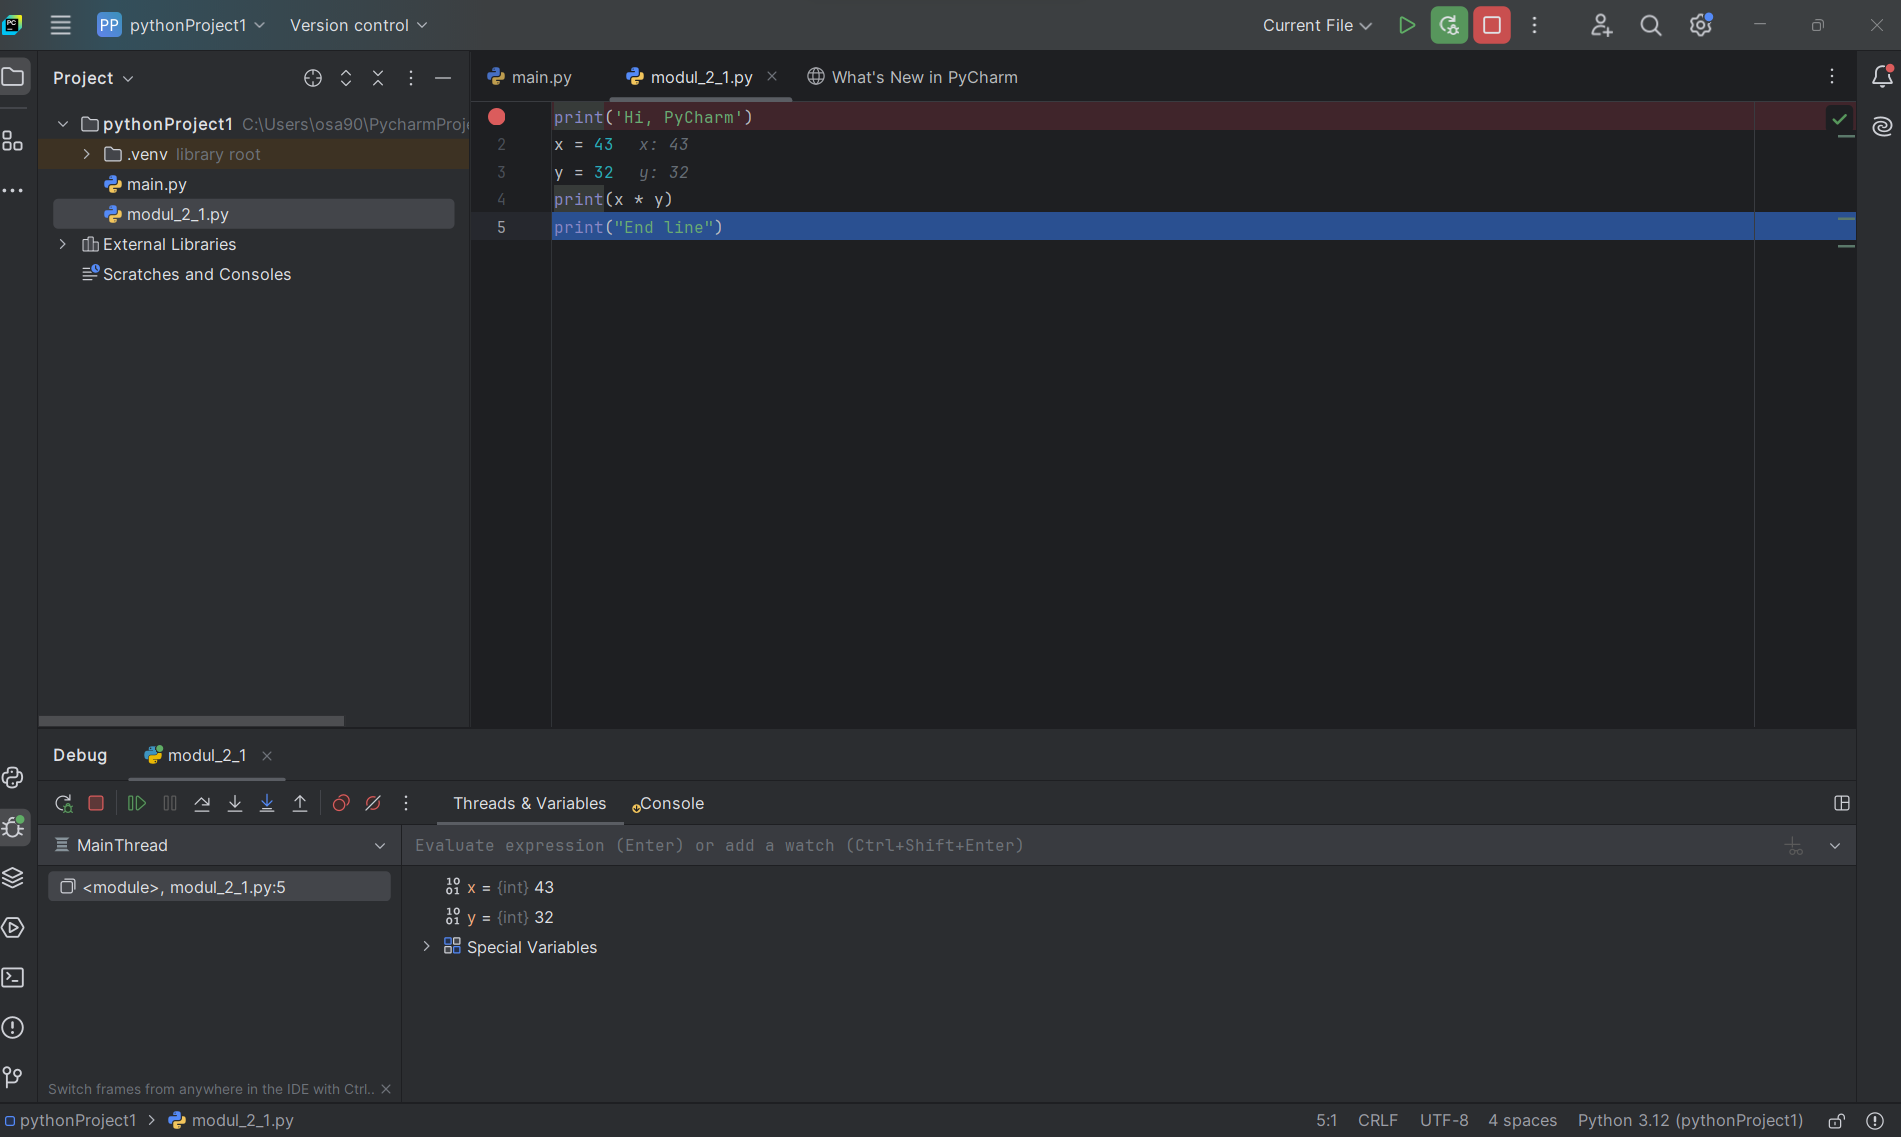 PC
PP pythonProject1 Version control Current File
Project
main.py modul_2_1.py What's New in PyCharm
pythonProject1 C:\Users\osa90\PycharmProje
.venv library root
main.py
modul_2_1.py
External Libraries
Scratches and Consoles
print('Hi, PyCharm')
2 x = 43 x: 43
3 y = 32 y: 32
4 print(x * y)
5 print("End line")
Debug modul_2_1
Threads & Variables Console
MainThread
Evaluate expression (Enter) or add a watch (Ctrl+Shift+Enter)
<module>, modul_2_1.py:5
x = {int} 43
y = {int} 32
Special Variables
Switch frames from anywhere in the IDE with Ctrl..
pythonProject1 modul_2_1.py 5:1 CRLF UTF-8 4 spaces Python 3.12 (pythonProject1)